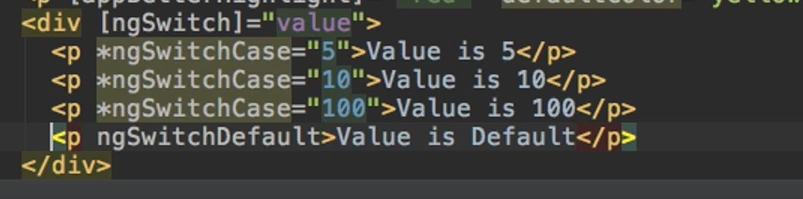 <div [ngSwitch]="value">
<p *ngSwitchCase="5">Value is 5</p>
<p *ngSwitchCase="10">Value is 10</p>
<p *ngSwitchCase="100">Value is 100</p>
<p ngSwitchDefault>Value is Default</p>
</div>